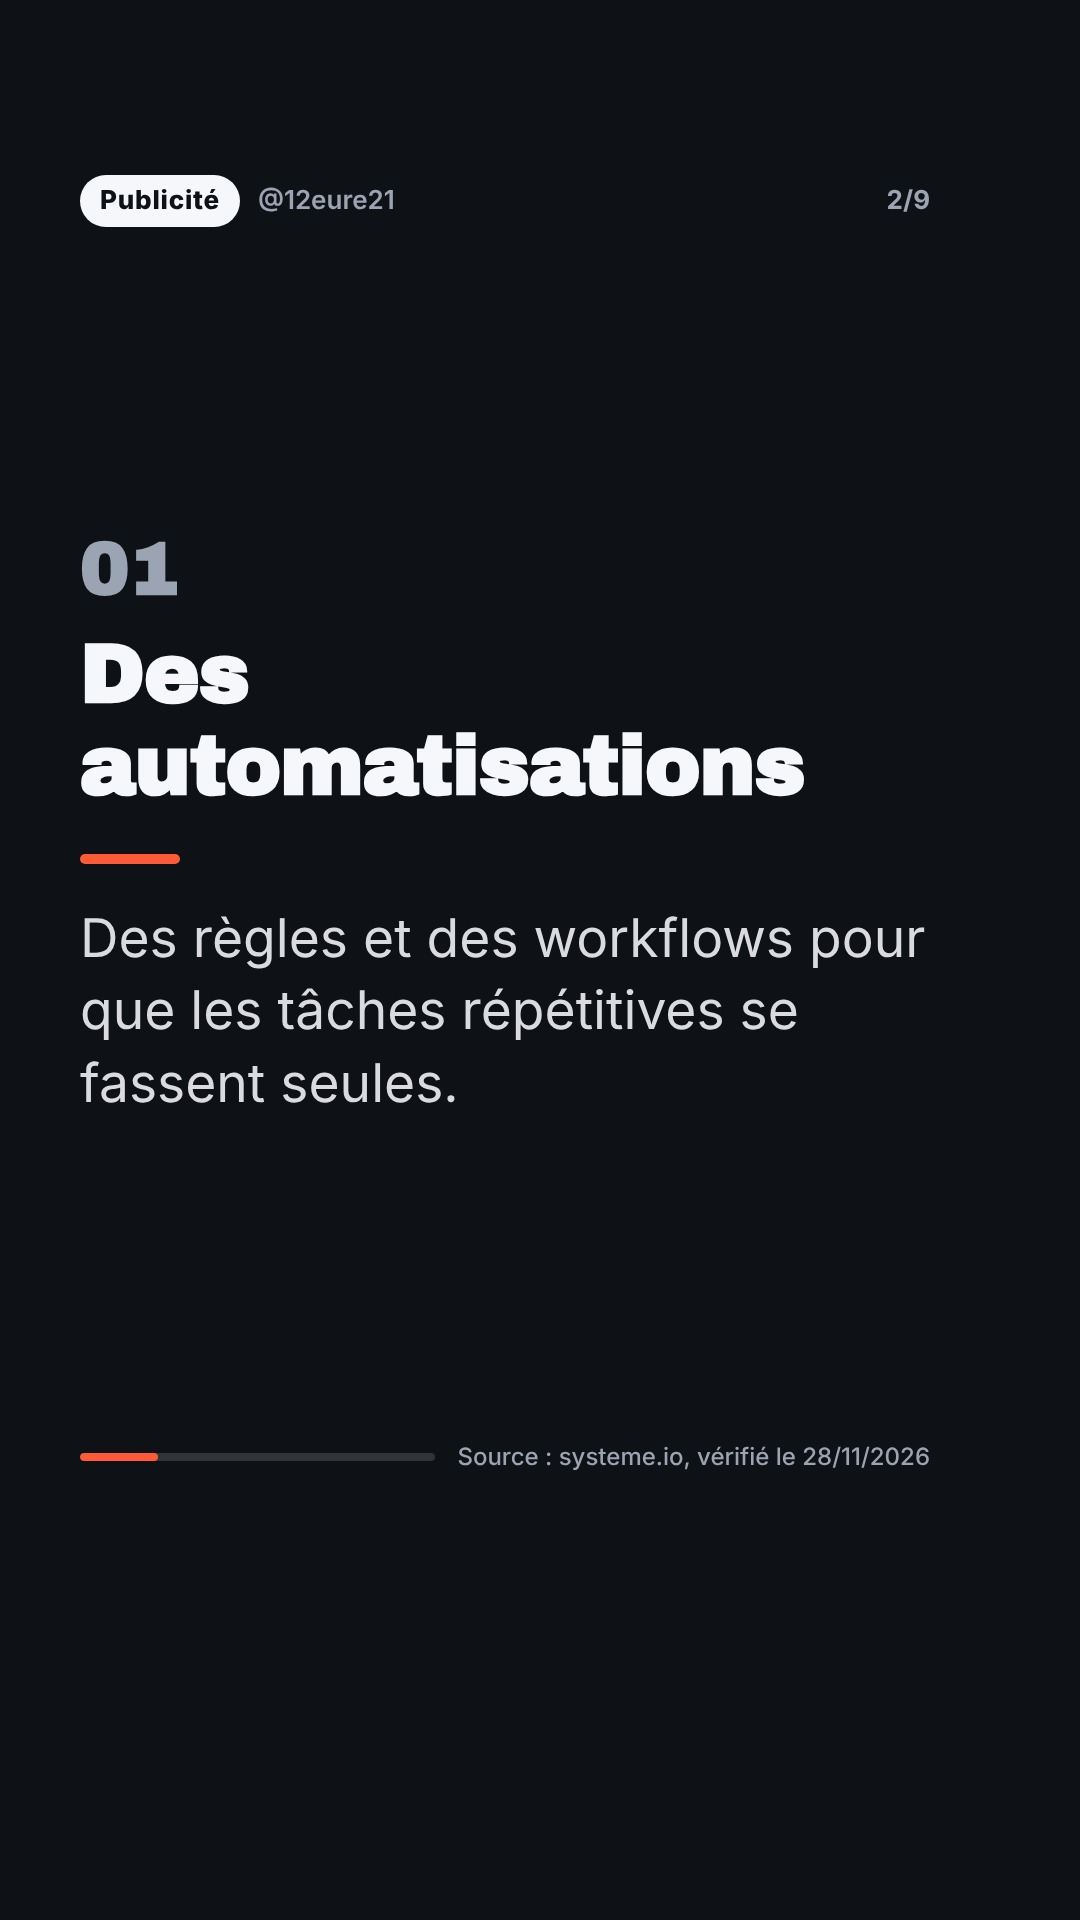 Publicité @12eure21 2/9
01
Des
automatisations
Des règles et des workflows pour
que les tâches répétitives se
fassent seules.
Source : systeme.io, vérifié le 28/11/2026